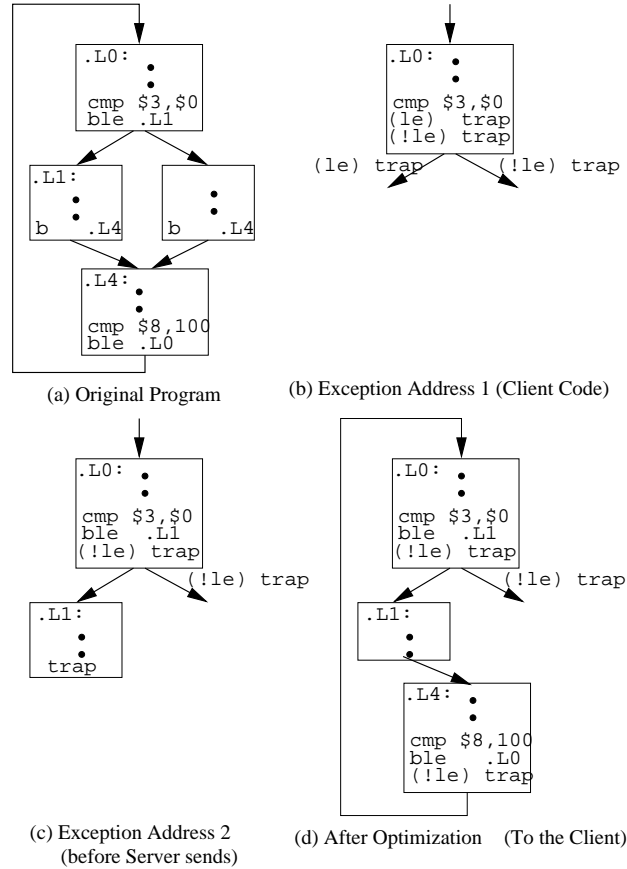 .L0:
cmp $3,$0
ble .L1
.L1:
b .L4
b .L4
.L4:
cmp $8,100
ble .L0
(a) Original Program
.L0:
cmp $3,$0
(le) trap
(!le) trap
(le) trap
(!le) trap
(b) Exception Address 1 (Client Code)
.L0:
cmp $3,$0
ble .L1
(!le) trap
(!le) trap
.L1:
trap
(c) Exception Address 2
(before Server sends)
.L0:
cmp $3,$0
ble .L1
(!le) trap
(!le) trap
.L1:
.L4:
cmp $8,100
ble .L0
(!le) trap
(d) After Optimization (To the Client)